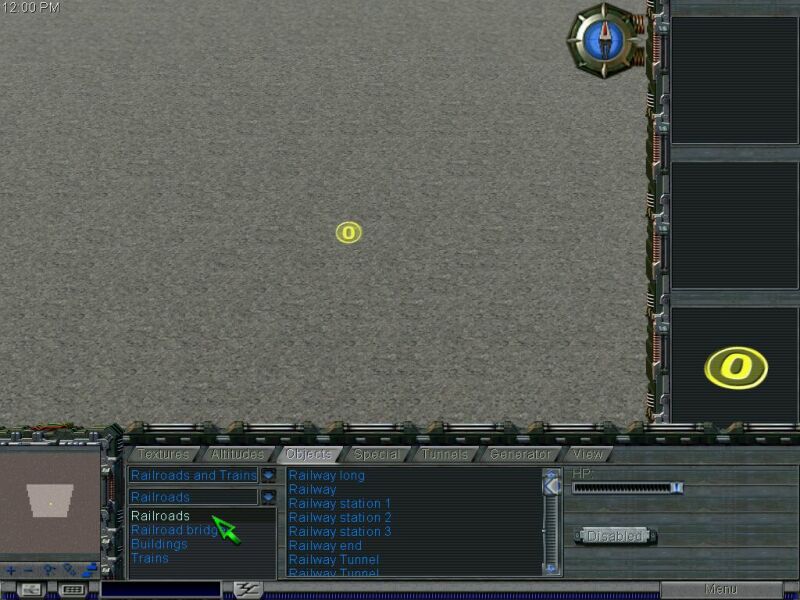 12:00 PM
0
0
Textures Altitudes Objects Special Tunnels Generator View
Railroads and Trains
Railroads
Railroads
Railroad bridg
Buildings
Trains
Railway long
Railway
Railway station 1
Railway station 2
Railway station 3
Railway end
Railway Tunnel
Railway Tunnel
HP:
Disabled
Menu